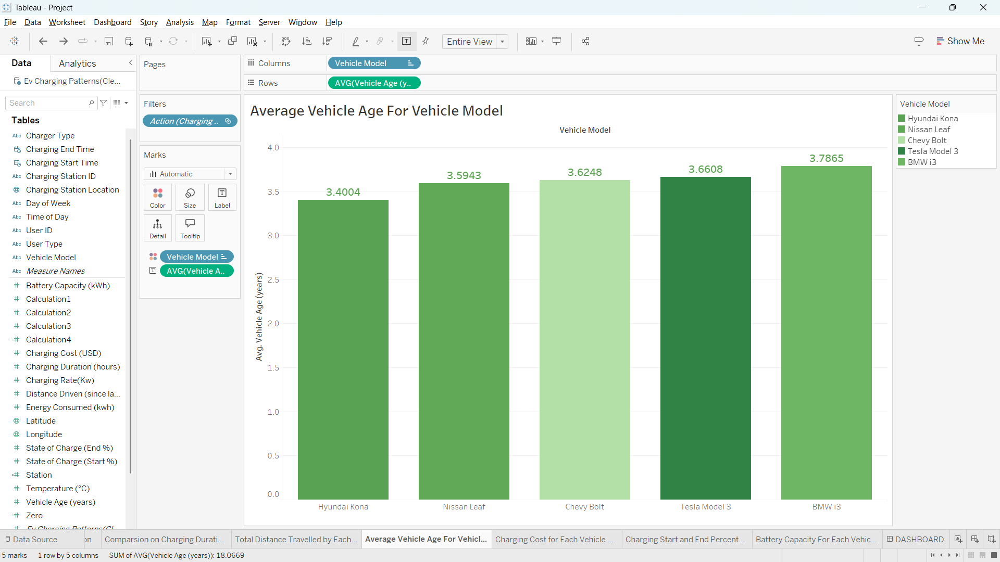 Tableau - Project
File Data Worksheet Dashboard Story Analysis Map Format Server Window Help
Entire View
Show Me
Data
Analytics
Ev Charging Patterns(Cle...
Search
Tables
Abc Charger Type
Charging End Time
Charging Start Time
Abc Charging Station ID
Charging Station Location
Abc Day of Week
Abc Time of Day
Abc User ID
Abc User Type
Abc Vehicle Model
Abc Measure Names
# Battery Capacity (kWh)
# Calculation1
# Calculation2
# Calculation3
=# Calculation4
# Charging Cost (USD)
# Charging Duration (hours)
# Charging Rate(Kw)
# Distance Driven (since la...
# Energy Consumed (kwh)
Latitude
Longitude
# State of Charge (End %)
# State of Charge (Start %)
=# Station
# Temperature (°C)
# Vehicle Age (years)
=# Zero
# Ev Charging Patterns(Cl...
Pages
Filters
Action (Charging ..
Marks
Automatic
Color
Size
Label
Detail
Tooltip
Vehicle Model
AVG(Vehicle A..
Columns
Vehicle Model
Rows
AVG(Vehicle Age (y..
Average Vehicle Age For Vehicle Model
Vehicle Model
Avg. Vehicle Age (years)
4.0
3.5
3.0
2.5
2.0
1.5
1.0
0.5
0.0
3.4004
3.5943
3.6248
3.6608
3.7865
Hyundai Kona
Nissan Leaf
Chevy Bolt
Tesla Model 3
BMW i3
Vehicle Model
Hyundai Kona
Nissan Leaf
Chevy Bolt
Tesla Model 3
BMW i3
Data Source
on
Comparsion on Charging Durati...
Total Distance Travelled by Each...
Average Vehicle Age For Vehicl...
Charging Cost for Each Vehicle ...
Charging Start and End Percent...
Battery Capacity For Each Vehic...
DASHBOARD
5 marks
1 row by 5 columns
SUM of AVG(Vehicle Age (years)): 18.0669